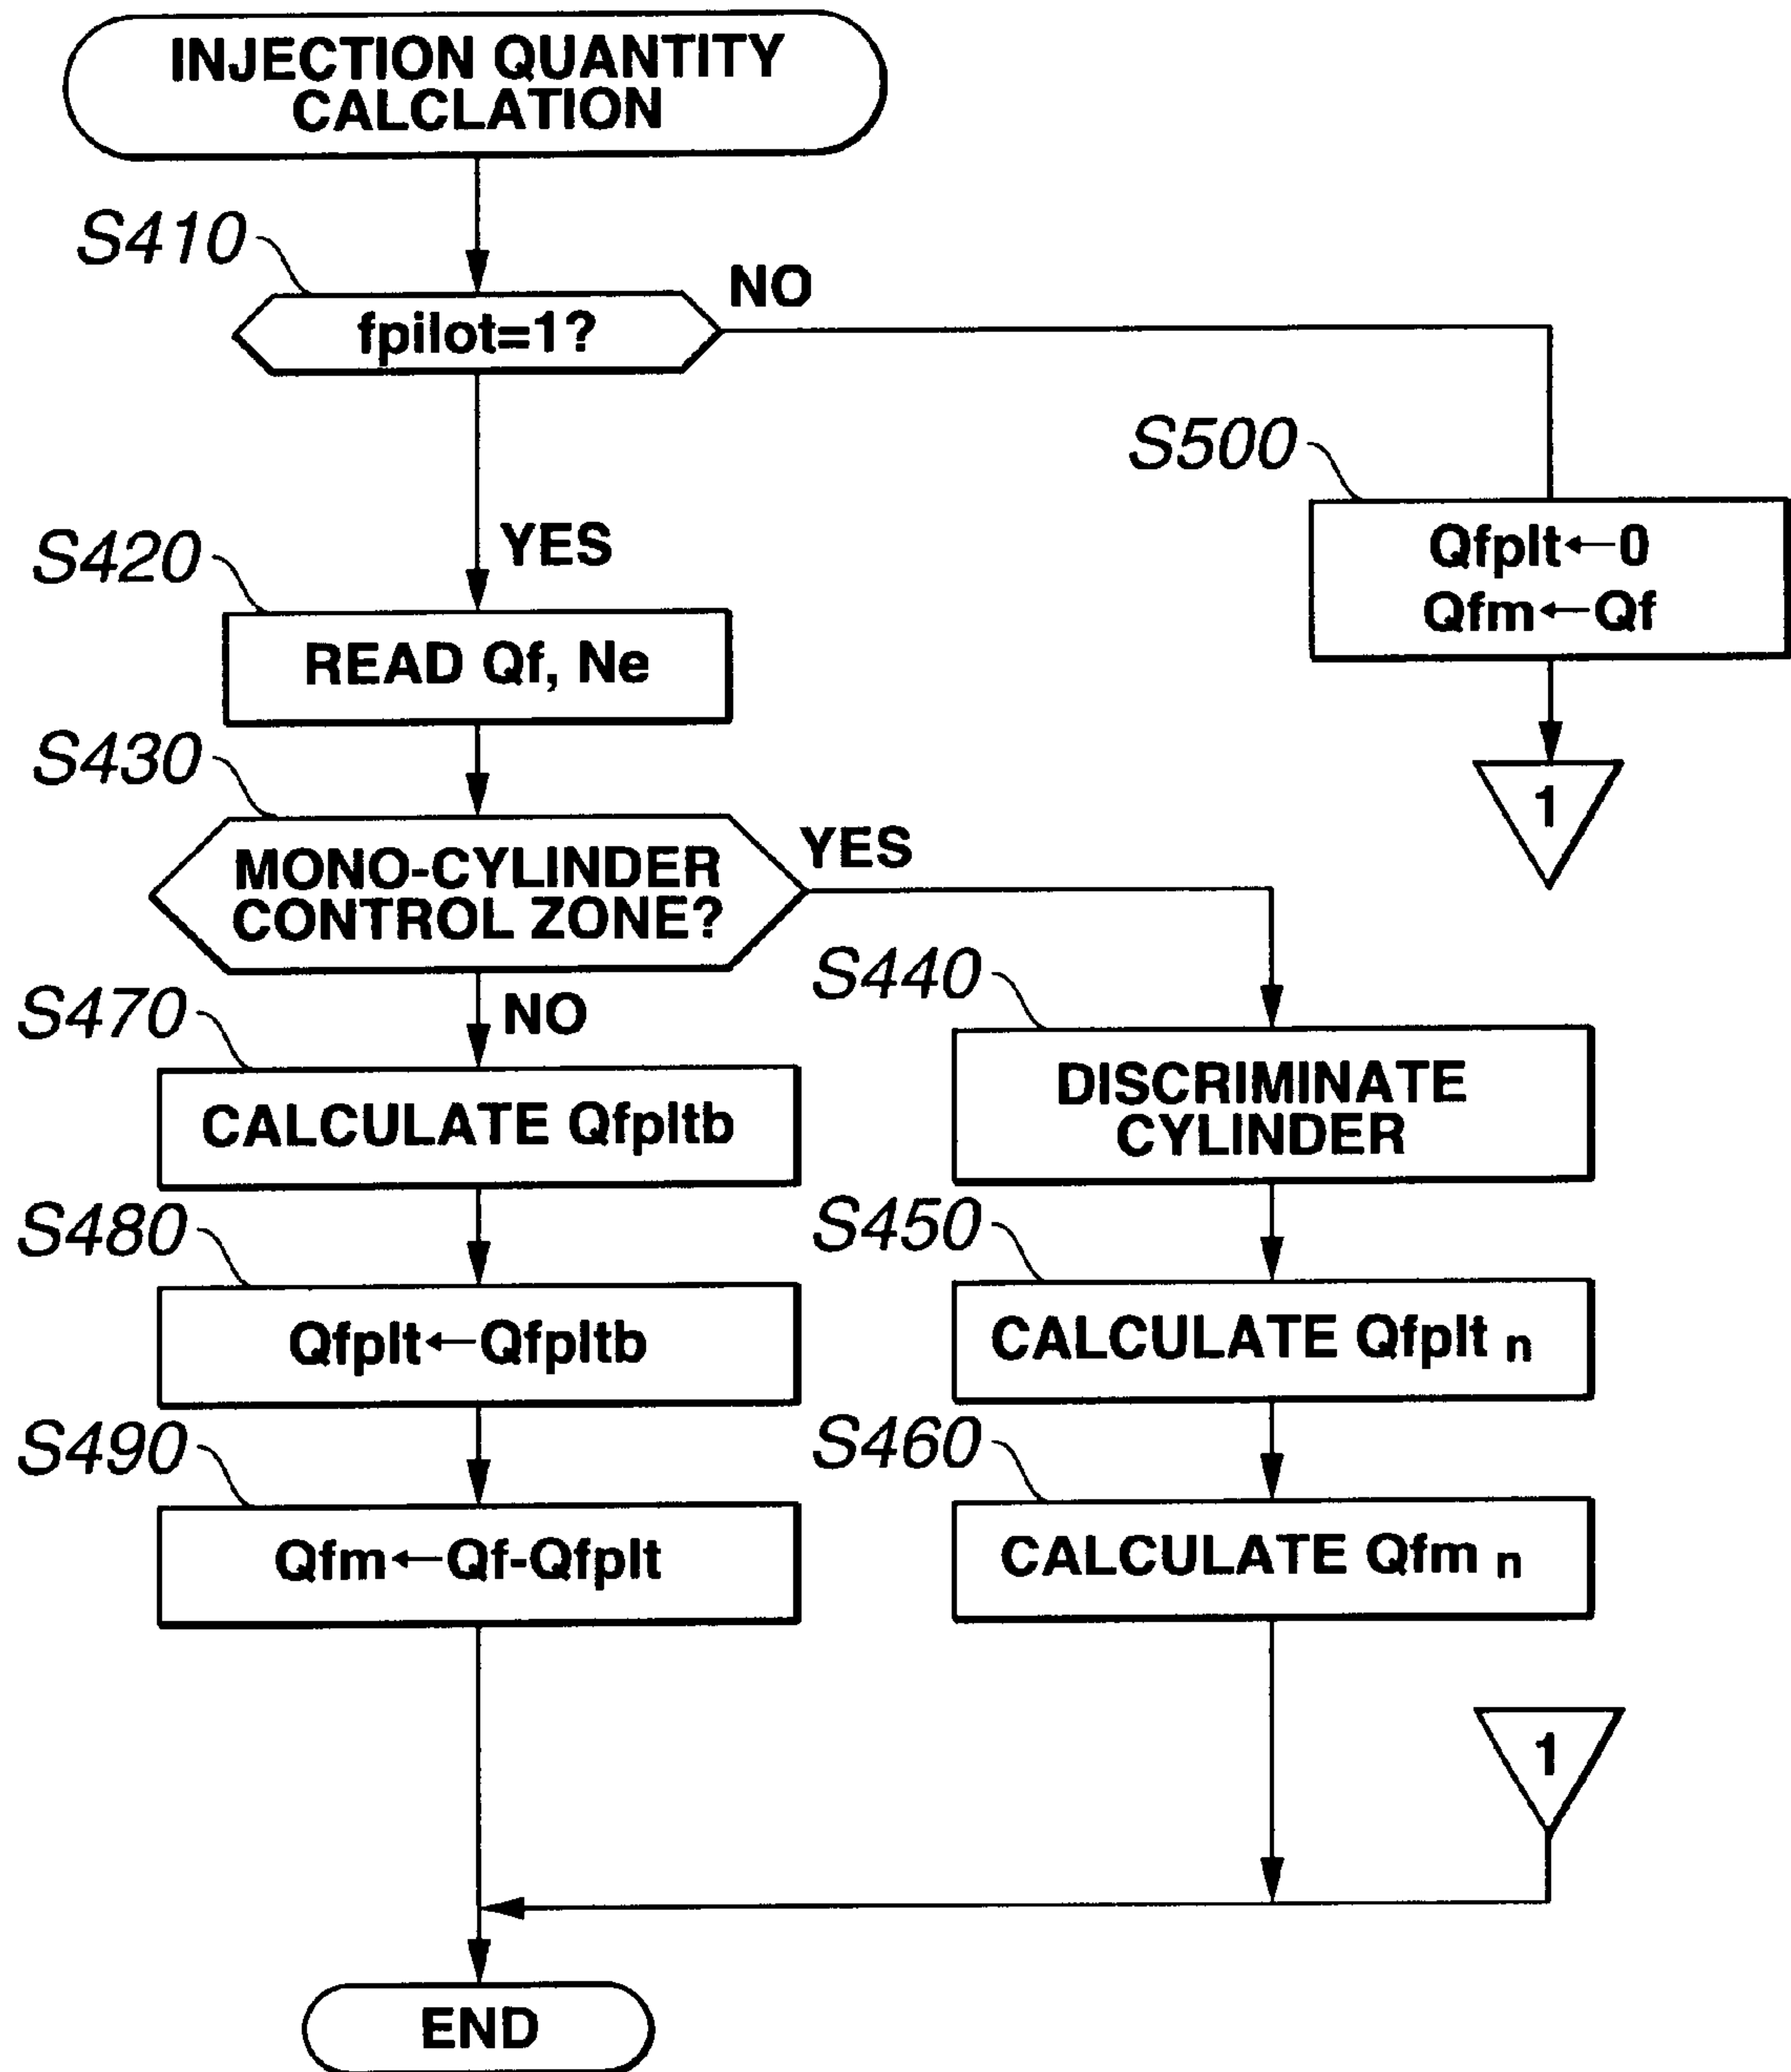 INJECTION QUANTITY
CALCLATION
S410
fpilot=1?
NO
YES
S500
Qfplt←0
Qfm←Qf
1
S420
READ Qf, Ne
S430
MONO-CYLINDER
CONTROL ZONE?
YES
NO
S440
DISCRIMINATE
CYLINDER
S470
CALCULATE Qfpltb
S450
CALCULATE Qfplt n
S480
Qfplt←Qfpltb
S460
CALCULATE Qfm n
S490
Qfm←Qf-Qfplt
1
END